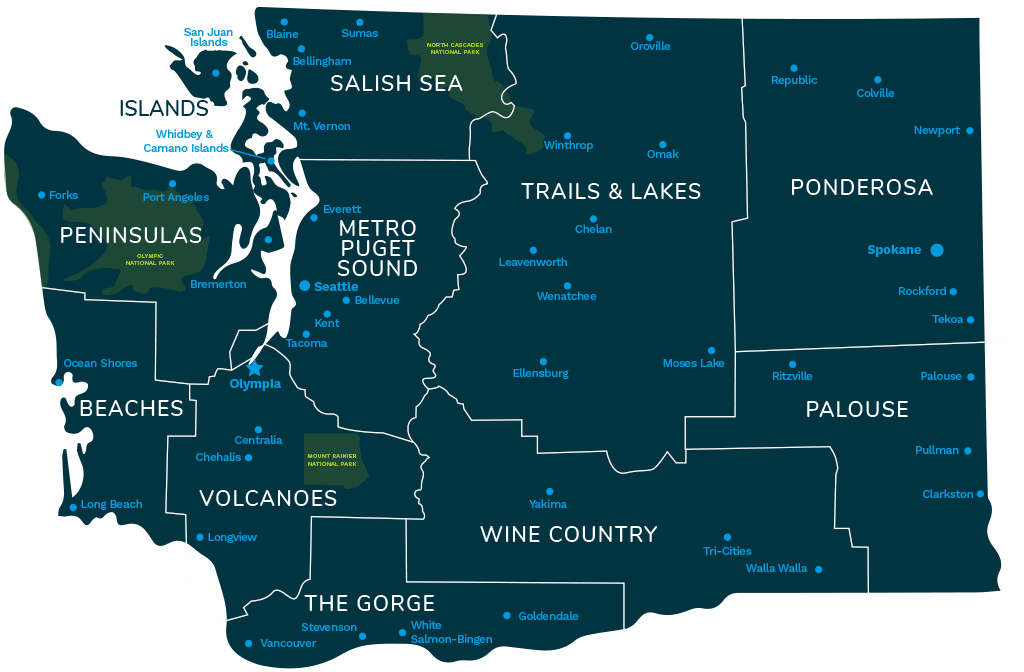 San Juan
Islands
Blaine
Sumas
Bellingham
NORTH CASCADES
NATIONAL PARK
SALISH SEA
ISLANDS
Mt. Vernon
Whidbey &
Camano Islands
Oroville
Republic
Colville
Newport
Winthrop
Omak
TRAILS & LAKES
PONDEROSA
Forks
Port Angeles
PENINSULAS
OLYMPIC
NATIONAL PARK
Bremerton
Everett
METRO
PUGET
SOUND
Seattle
Bellevue
Kent
Tacoma
Chelan
Leavenworth
Wenatchee
Spokane
Rockford
Tekoa
Ocean Shores
Olympia
Ellensburg
Moses Lake
Ritzville
Palouse
BEACHES
PALOUSE
Centralia
Chehalis
MOUNT RAINIER
NATIONAL PARK
Pullman
Clarkston
Long Beach
VOLCANOES
Longview
Yakima
WINE COUNTRY
Tri-Cities
Walla Walla
THE GORGE
Stevenson
White
Salmon-Bingen
Goldendale
Vancouver